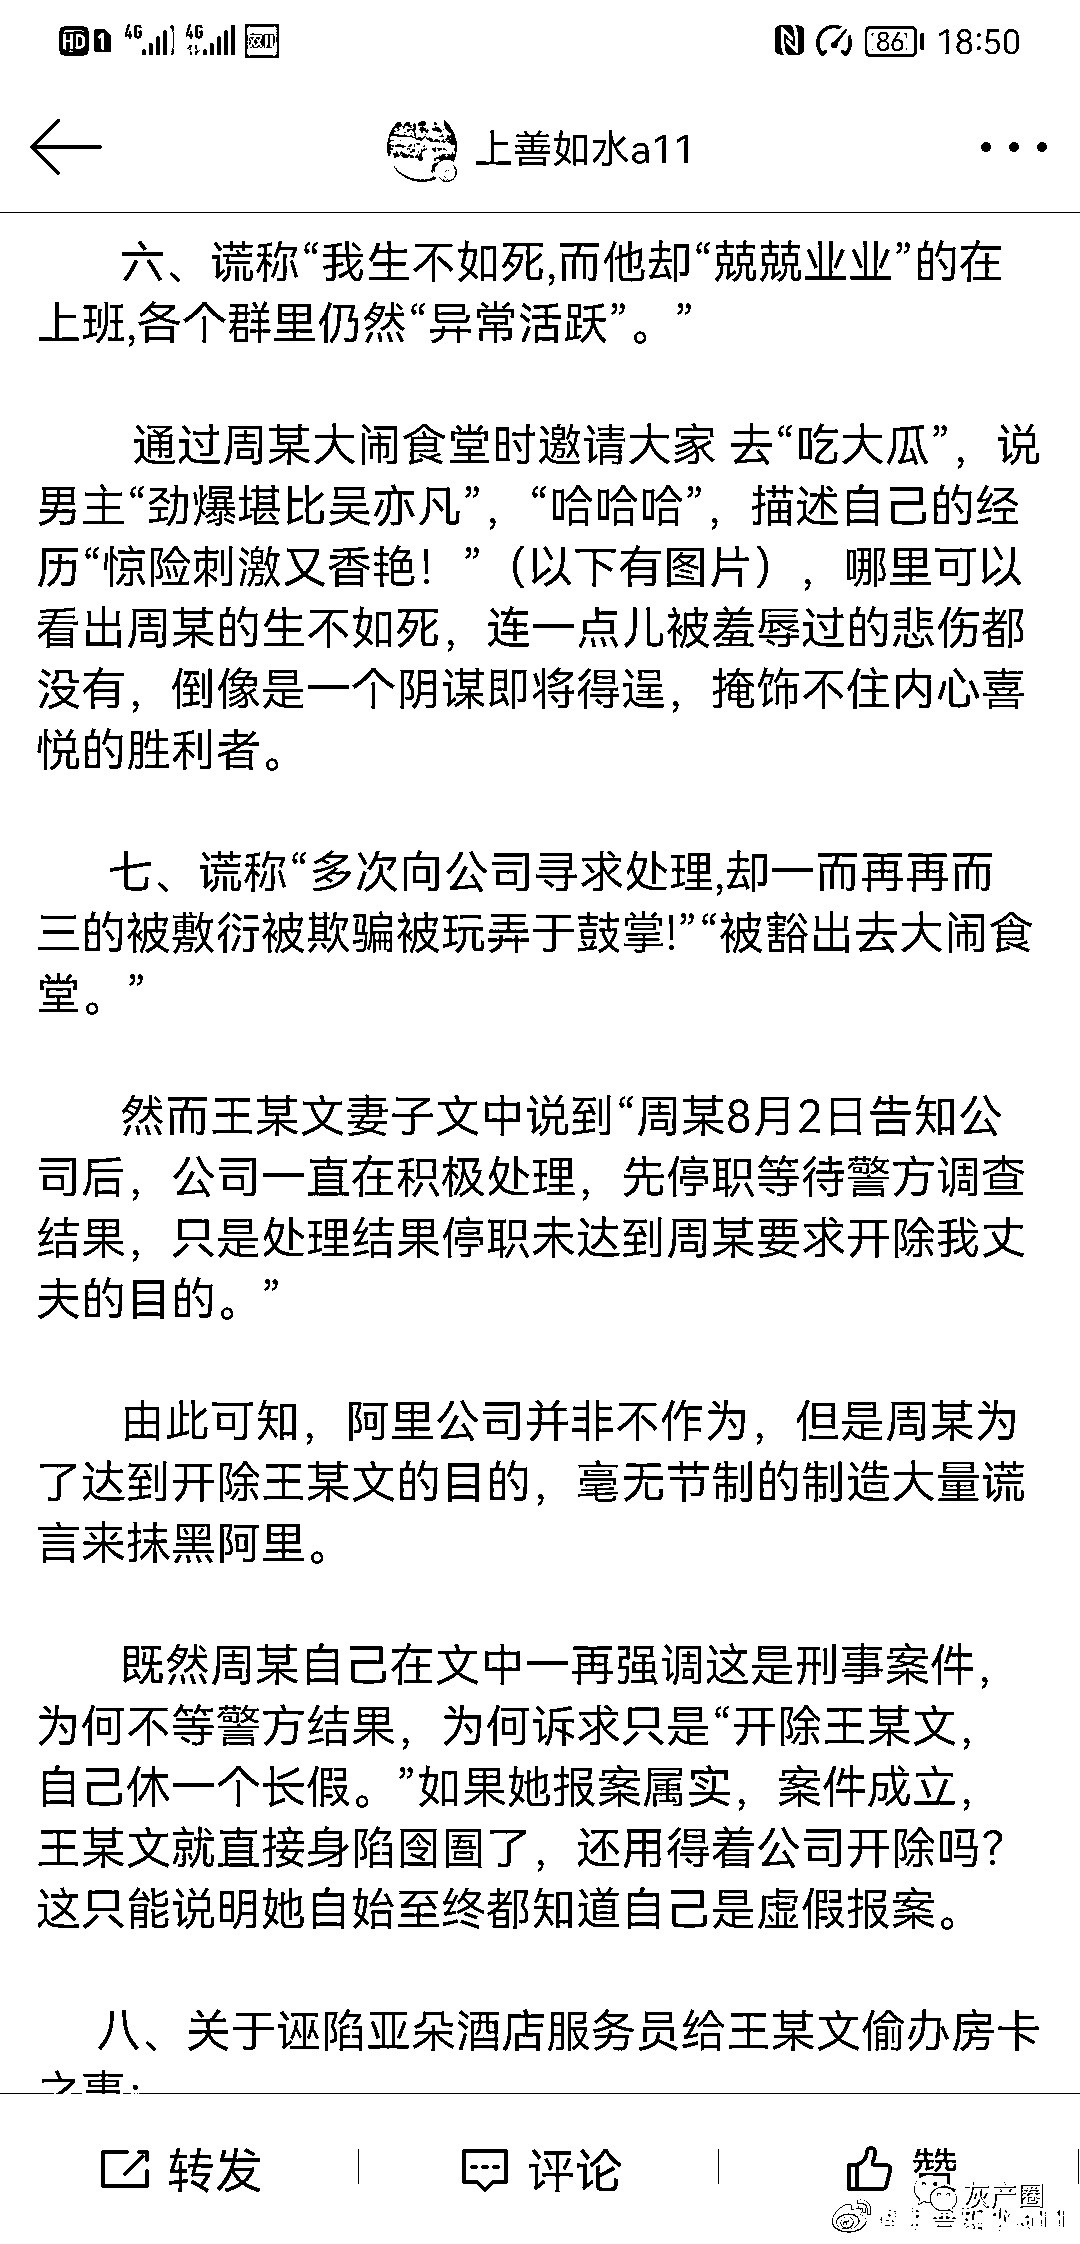 HD 1 4G 4G 86 18:50
上善如水a11
六、谎称“我生不如死,而他却“兢兢业业”的在
上班,各个群里仍然“异常活跃”。”
通过周某大闹食堂时邀请大家 去“吃大瓜”，说
男主“劲爆堪比吴亦凡”，“哈哈哈”，描述自己的经
历“惊险刺激又香艳！”（以下有图片），哪里可以
看出周某的生不如死，连一点儿被羞辱过的悲伤都
没有，倒像是一个阴谋即将得逞，掩饰不住内心喜
悦的胜利者。
七、谎称“多次向公司寻求处理,却一而再再而
三的被敷衍被欺骗被玩弄于鼓掌!”“被豁出去大闹食
堂。”
然而王某文妻子文中说到“周某8月2日告知公
司后，公司一直在积极处理，先停职等待警方调查
结果，只是处理结果停职未达到周某要求开除我丈
夫的目的。”
由此可知，阿里公司并非不作为，但是周某为
了达到开除王某文的目的，毫无节制的制造大量谎
言来抹黑阿里。
既然周某自己在文中一再强调这是刑事案件，
为何不等警方结果，为何诉求只是“开除王某文，
自己休一个长假。”如果她报案属实，案件成立，
王某文就直接身陷囹圄了，还用得着公司开除吗？
这只能说明她自始至终都知道自己是虚假报案。
八、关于诬陷亚朵酒店服务员给王某文偷办房卡
之事：
转发 评论 赞
灰产圈